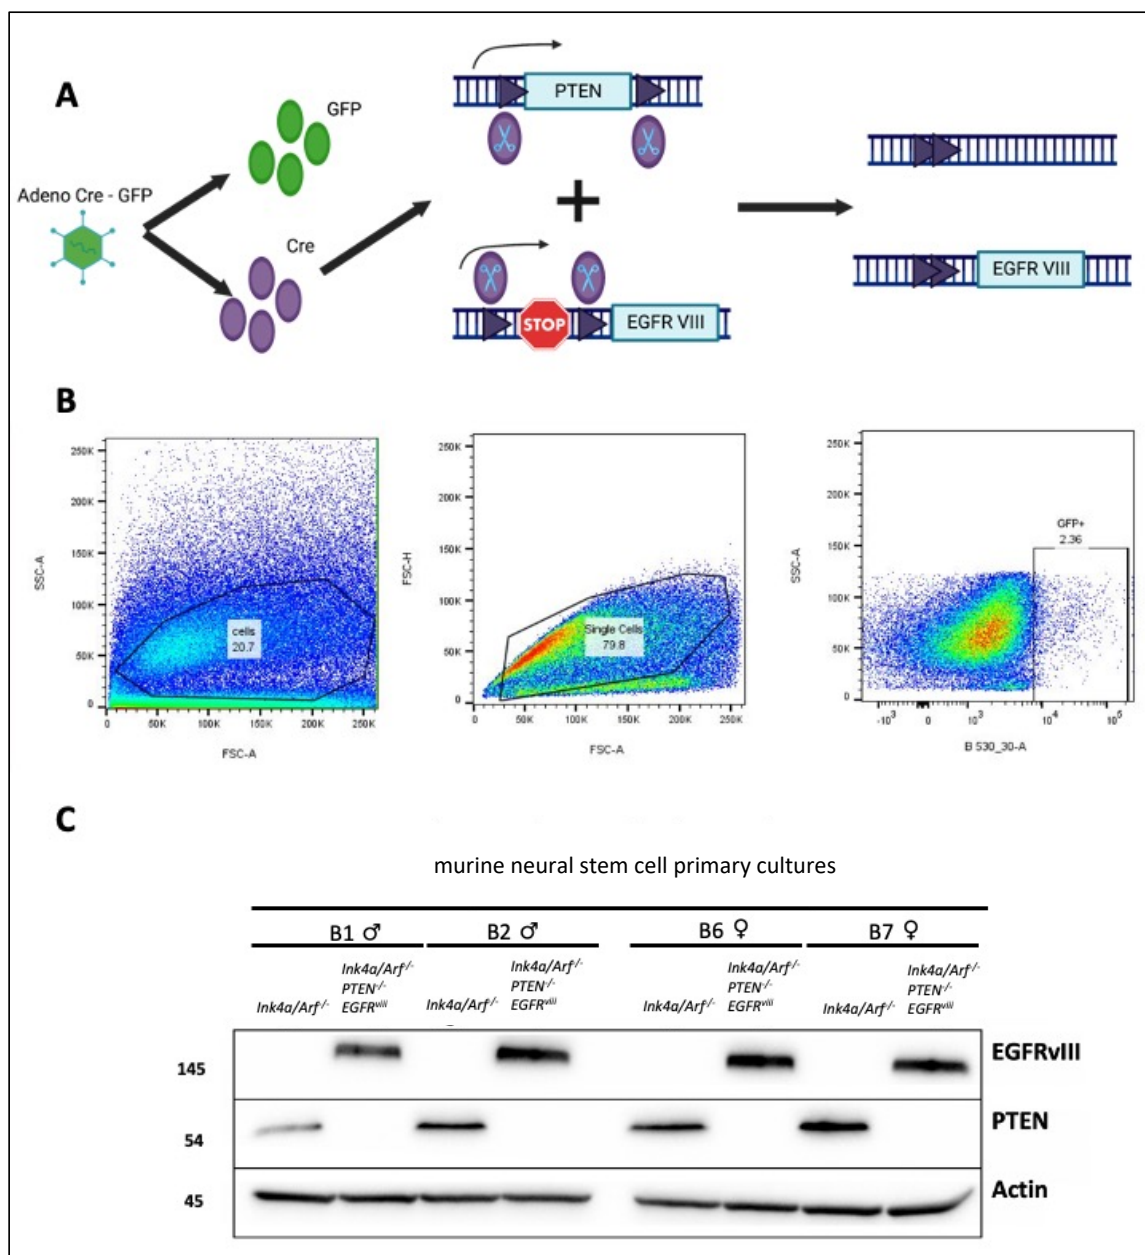 A
GFP
Adeno Cre - GFP
Cre
PTEN
STOP
EGFR VIII
EGFR VIII
B
250K
200K
150K
100K
50K
0
SSC-A
cells
20.7
0 50K 100K 150K 200K 250K
FSC-A
250K
200K
150K
100K
50K
0
FSC-H
Single Cells
79.8
0 50K 100K 150K 200K 250K
FSC-A
250K
200K
150K
100K
50K
0
SSC-A
GFP+
2.36
-10³ 0 10³ 10⁴ 10⁵
B 530_30-A
C
murine neural stem cell primary cultures
B1 ♂ B2 ♂ B6 ♀ B7 ♀
Ink4a/Arf⁻/⁻
Ink4a/Arf⁻/⁻
PTEN⁻/⁻
EGFRᵛⁱⁱⁱ
Ink4a/Arf⁻/⁻
Ink4a/Arf⁻/⁻
PTEN⁻/⁻
EGFRᵛⁱⁱⁱ
Ink4a/Arf⁻/⁻
Ink4a/Arf⁻/⁻
PTEN⁻/⁻
EGFRᵛⁱⁱⁱ
Ink4a/Arf⁻/⁻
Ink4a/Arf⁻/⁻
PTEN⁻/⁻
EGFRᵛⁱⁱⁱ
145 EGFRvIII
54 PTEN
45 Actin